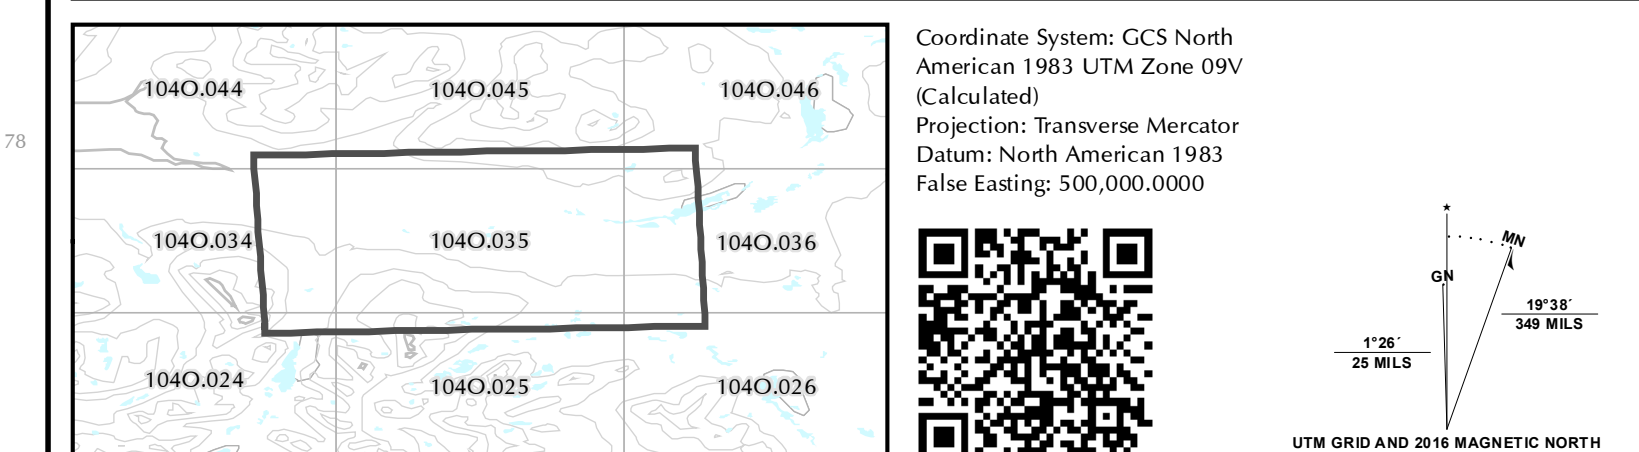 78
104O.044
104O.045
104O.046
104O.034
104O.035
104O.036
104O.024
104O.025
104O.026
Coordinate System: GCS North
American 1983 UTM Zone 09V
(Calculated)
Projection: Transverse Mercator
Datum: North American 1983
False Easting: 500,000.0000
MN
GN
19°38´
349 MILS
1°26´
25 MILS
UTM GRID AND 2016 MAGNETIC NORTH